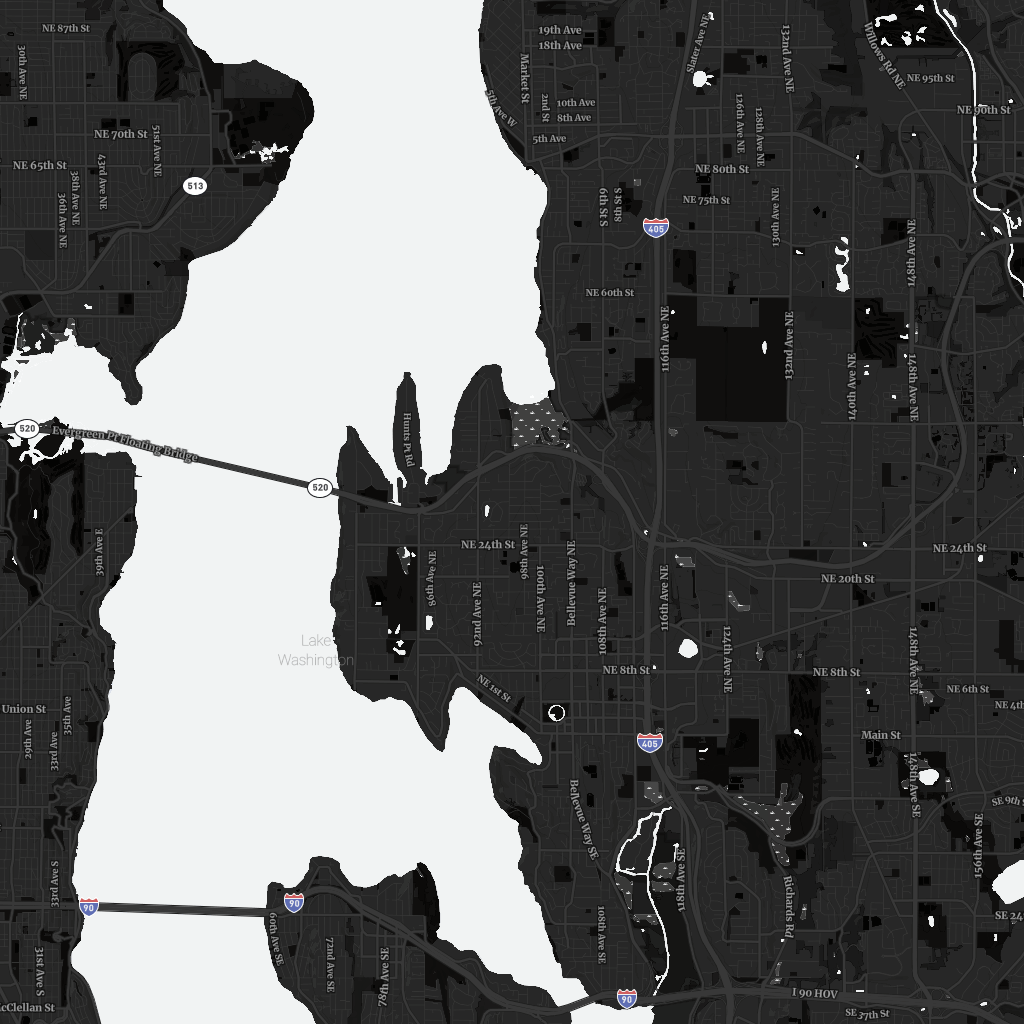 NE 87th St
19th Ave
18th Ave
30th Ave NE
Market St
Slater Ave NE
132nd Ave NE
Willows Rd NE
NE 95th St
NE 90th St
5th Ave W
2nd St
10th Ave
8th Ave
126th Ave NE
128th Ave NE
NE 70th St
51st Ave NE
5th Ave
NE 65th St
43rd Ave NE
38th Ave NE
36th Ave NE
513
NE 80th St
NE 75th St
6th St S
8th St S
130th Ave NE
405
148th Ave NE
NE 60th St
116th Ave NE
132nd Ave NE
140th Ave NE
148th Ave NE
520
Evergreen Pt Floating Bridge
Hunts Pt Rd
520
39th Ave E
NE 24th St
98th Ave NE
86th Ave NE
92nd Ave NE
100th Ave NE
Bellevue Way NE
108th Ave NE
116th Ave NE
NE 24th St
NE 20th St
124th Ave NE
148th Ave NE
Lake
Washington
NE 8th St
NE 8th St
NE 1st St
NE 6th St
NE 4th
Union St
29th Ave
33rd Ave
35th Ave
405
Main St
148th Ave SE
SE 9th S
Bellevue Way SE
156th Ave SE
118th Ave SE
Richards Rd
33rd Ave S
90
90
60th Ave SE
72nd Ave SE
78th Ave SE
108th Ave SE
SE 24
31st Ave S
McClellan St
90
I 90 HOV
SE 37th St